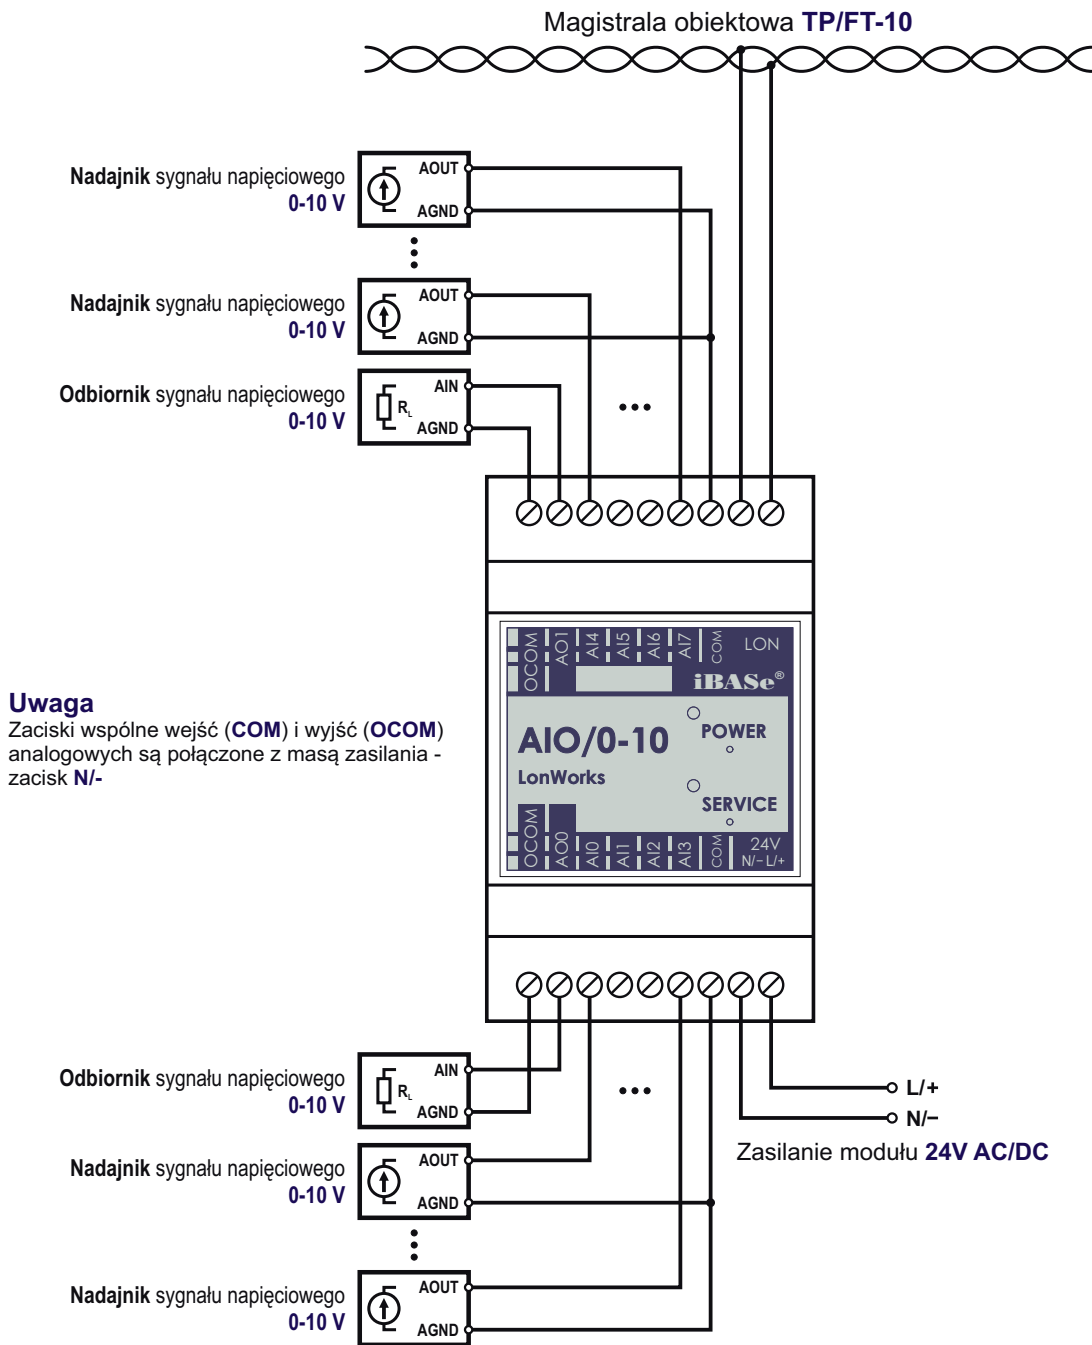 Magistrala obiektowa TP/FT-10
Nadajnik sygnału napięciowego
0-10 V
AOUT
AGND
Nadajnik sygnału napięciowego
0-10 V
AOUT
AGND
Odbiornik sygnału napięciowego
0-10 V
AIN
RL
AGND
OCOM
AO1
AI4
AI5
AI6
AI7
COM
LON
iBASe®
Uwaga
Zaciski wspólne wejść (COM) i wyjść (OCOM)
analogowych są połączone z masą zasilania -
zacisk N/-
AIO/0-10
LonWorks
POWER
SERVICE
OCOM
AO0
AI0
AI1
AI2
AI3
COM
24V
N/− L/+
Odbiornik sygnału napięciowego
0-10 V
AIN
RL
AGND
L/+
N/−
Zasilanie modułu 24V AC/DC
Nadajnik sygnału napięciowego
0-10 V
AOUT
AGND
Nadajnik sygnału napięciowego
0-10 V
AOUT
AGND